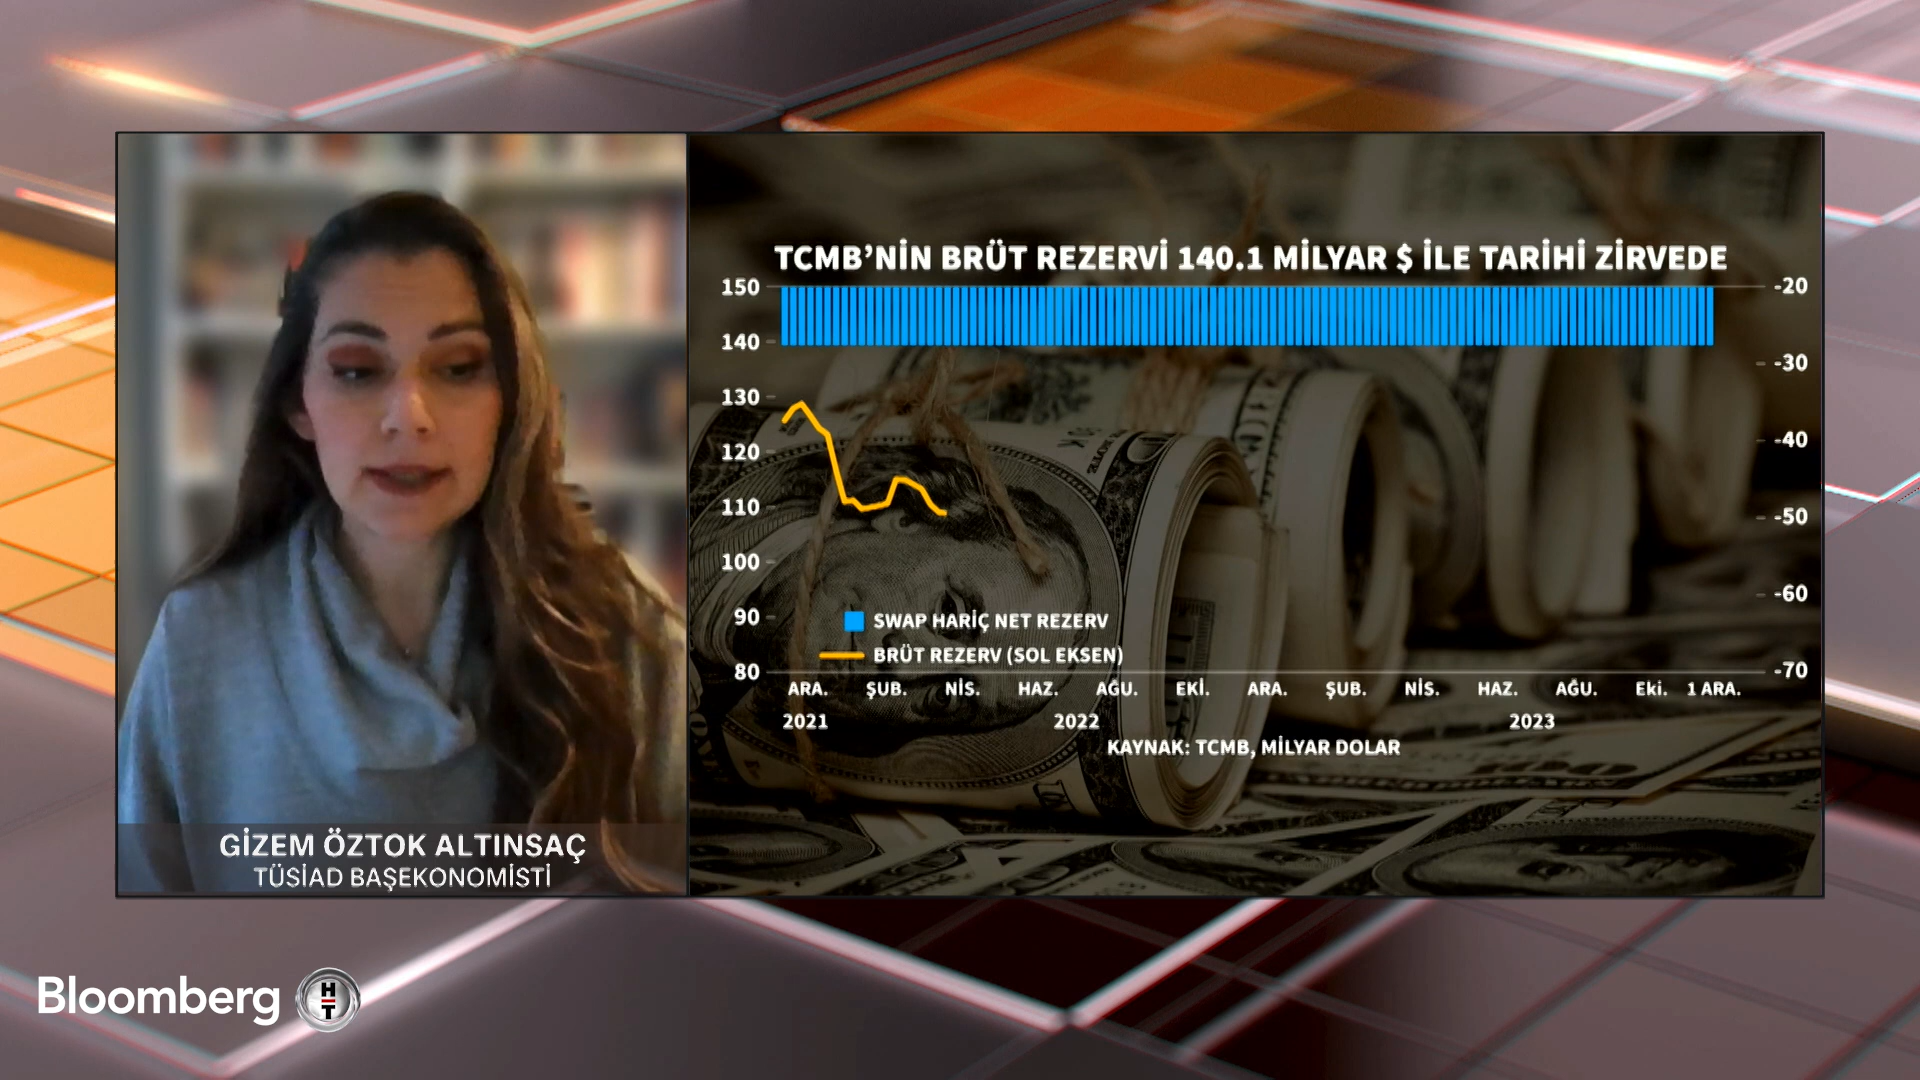 TCMB'NİN BRÜT REZERVİ 140.1 MİLYAR $ İLE TARİHİ ZİRVEDE
150
140
130
120
110
100
90
80
-20
-30
-40
-50
-60
-70
SWAP HARİÇ NET REZERV
BRÜT REZERV (SOL EKSEN)
ARA. ŞUB. NİS. HAZ. AĞU. EKİ. ARA. ŞUB. NİS. HAZ. AĞU. Eki. 1 ARA.
2021 2022 2023
KAYNAK: TCMB, MİLYAR DOLAR
GİZEM ÖZTOK ALTINSAÇ
TÜSİAD BAŞEKONOMİSTİ
Bloomberg HT